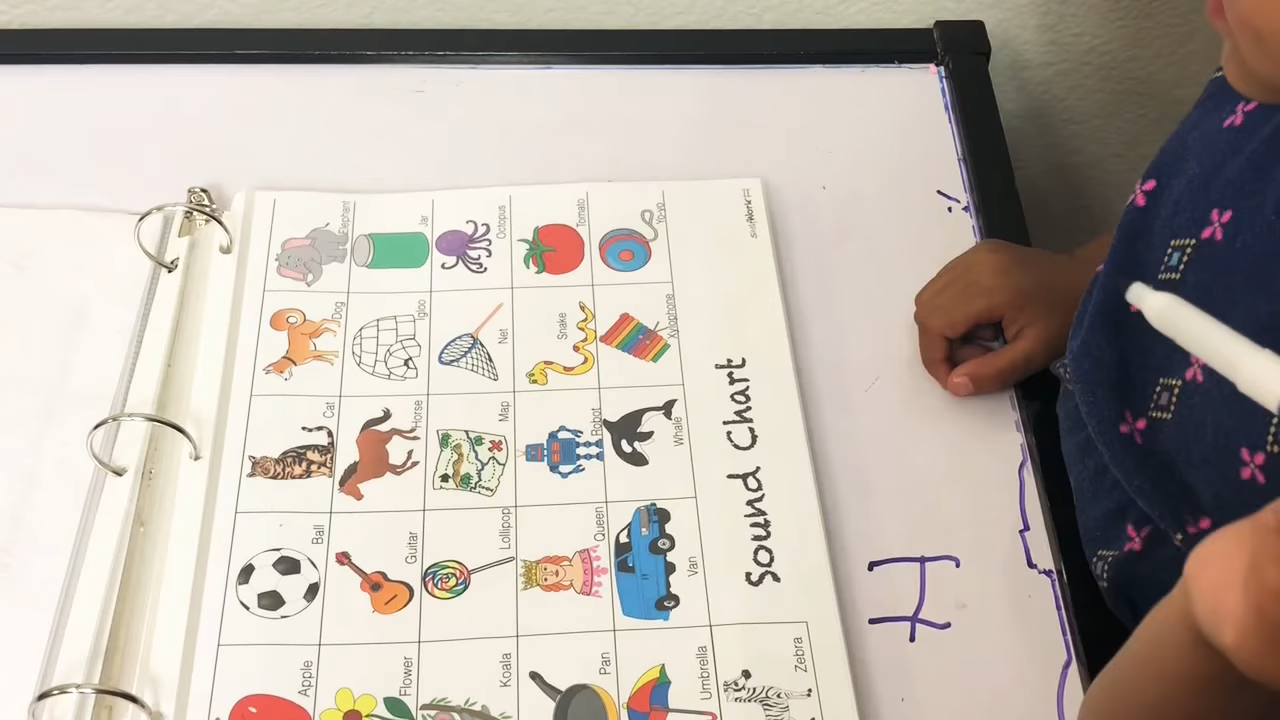 Apple
Ball
Cat
Dog
Elephant
Flower
Guitar
Horse
Igloo
Jar
Koala
Lollipop
Map
Net
Octopus
Pan
Queen
Robot
Snake
Tomato
Umbrella
Van
Whale
Xylophone
Yo-yo
Zebra
Sound Chart
H